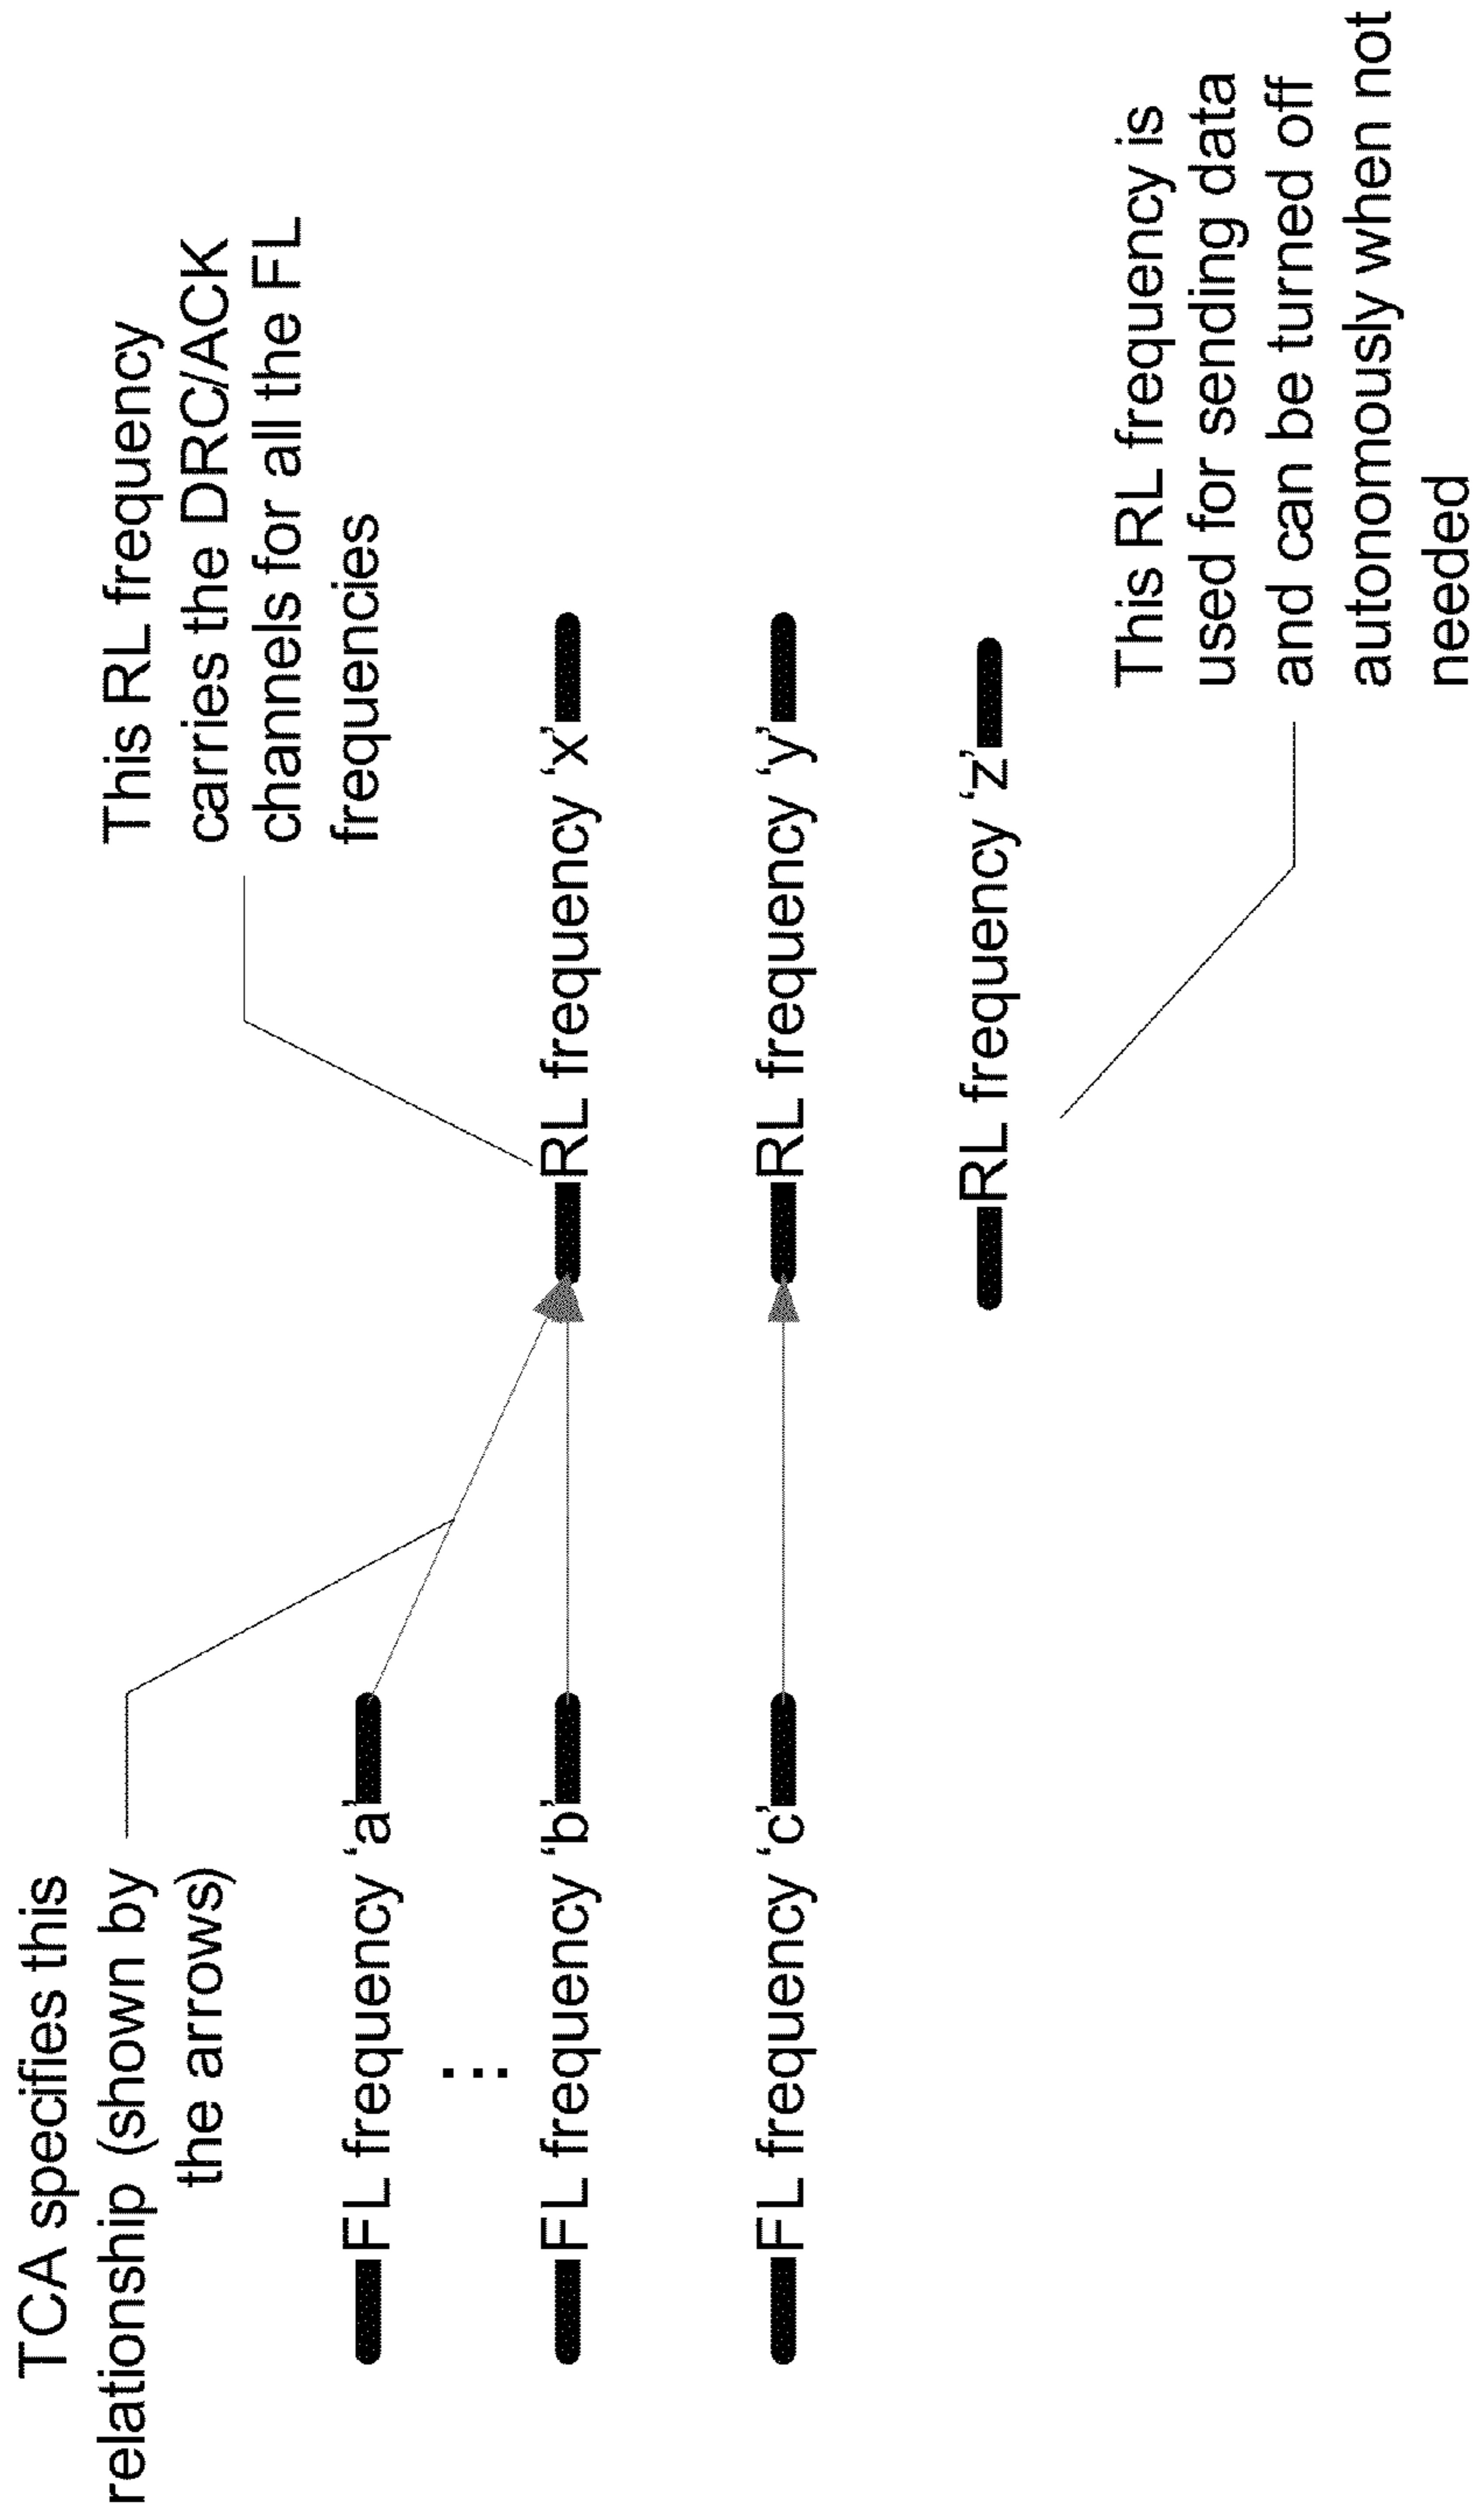 TCA specifies this
relationship (shown by
the arrows)
This RL frequency
carries the DRC/ACK
channels for all the FL
frequencies
FL frequency ‘a’
⋮
FL frequency ‘b’
RL frequency ‘x’
FL frequency ‘c’
RL frequency ‘y’
RL frequency ‘z’
This RL frequency is
used for sending data
and can be turned off
autonomously when not
needed